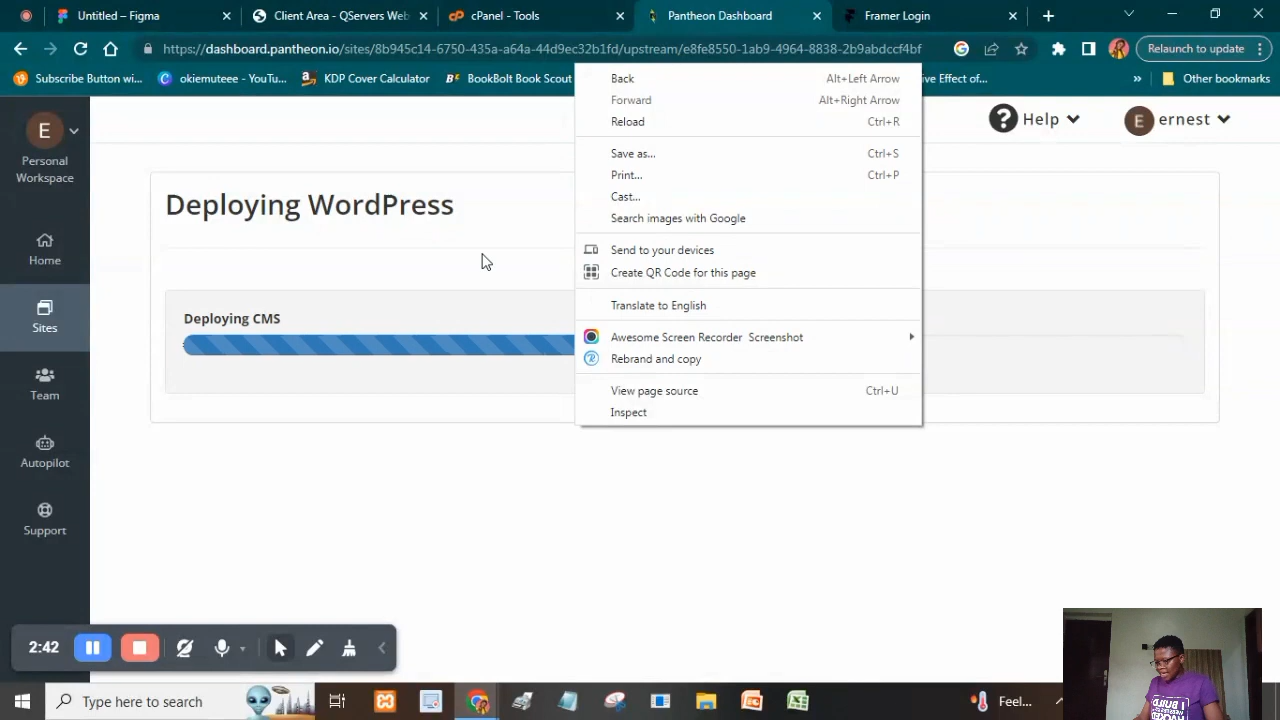 Untitled – Figma
Client Area - QServers Web
cPanel - Tools
Pantheon Dashboard
Framer Login
https://dashboard.pantheon.io/sites/8b945c14-6750-435a-a64a-44d9ec32b1fd/upstream/e8fe8550-1ab9-4964-8838-2b9abdccf4bf
Relaunch to update
Subscribe Button wi...
okiemuteee - YouTu...
KDP Cover Calculator
BookBolt Book Scout
ive Effect of...
Other bookmarks
E
Personal Workspace
Home
Sites
Team
Autopilot
Support
Help
E
ernest
Deploying WordPress
Deploying CMS
Back Alt+Left Arrow
Forward Alt+Right Arrow
Reload Ctrl+R
Save as... Ctrl+S
Print... Ctrl+P
Cast...
Search images with Google
Send to your devices
Create QR Code for this page
Translate to English
Awesome Screen Recorder Screenshot
Rebrand and copy
View page source Ctrl+U
Inspect
2:42
Type here to search
Feel...